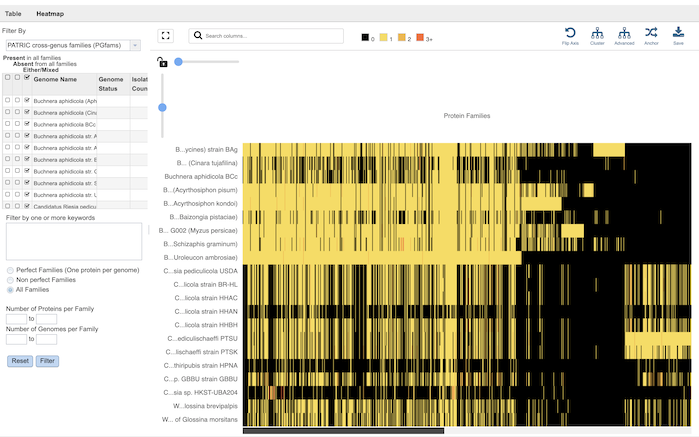 Table Heatmap
Filter By
PATRIC cross-genus families (PGfams)
Present in all families
Absent from all families
Either/Mixed
Genome Name Genome Status Isolat Coun
Buchnera aphidicola (Aph
Buchnera aphidicola (Cina
Buchnera aphidicola BCc
Buchnera aphidicola str. A
Buchnera aphidicola str. A
Buchnera aphidicola str. B
Buchnera aphidicola str. G
Buchnera aphidicola str. S
Buchnera aphidicola str. U
Candidatus Riesia pedicu
Filter by one or more keywords
Perfect Families (One protein per genome)
Non perfect Families
All Families
Number of Proteins per Family
to
Number of Genomes per Family
to
Reset Filter
Search columns...
0 1 2 3+
Flip Axis Cluster Advanced Anchor Save
Protein Families
B...ycines) strain BAg
B... (Cinara tujafilina)
Buchnera aphidicola BCc
B...(Acyrthosiphon pisum)
B...Acyrthosiphon kondoi)
B...Baizongia pistaciae)
B... G002 (Myzus persicae)
B...Schizaphis graminum)
B... Uroleucon ambrosiae)
C...sia pediculicola USDA
C...licola strain BR-HL
C...licola strain HHAC
C...licola strain HHAN
C...licola strain HHBH
C...ediculischaeffi PTSU
C...lischaeffi strain PTSK
C...thiripubis strain HPNA
C...p. GBBU strain GBBU
C...sia sp. HKST-UBA204
W...lossina brevipalpis
W... of Glossina morsitans